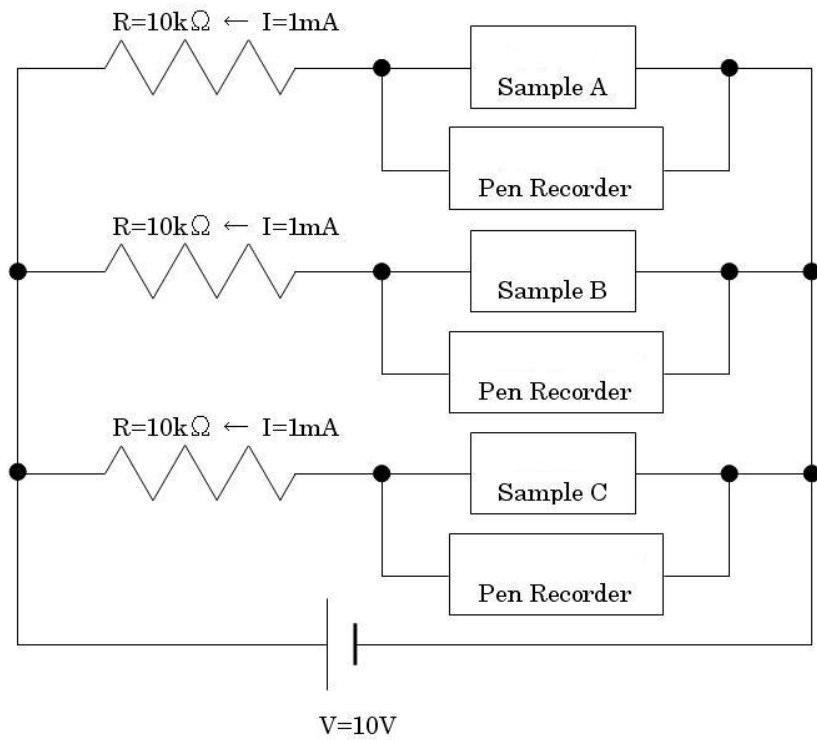 R=10kΩ ← I=1mA
Sample A
Pen Recorder
R=10kΩ ← I=1mA
Sample B
Pen Recorder
R=10kΩ ← I=1mA
Sample C
Pen Recorder
V=10V